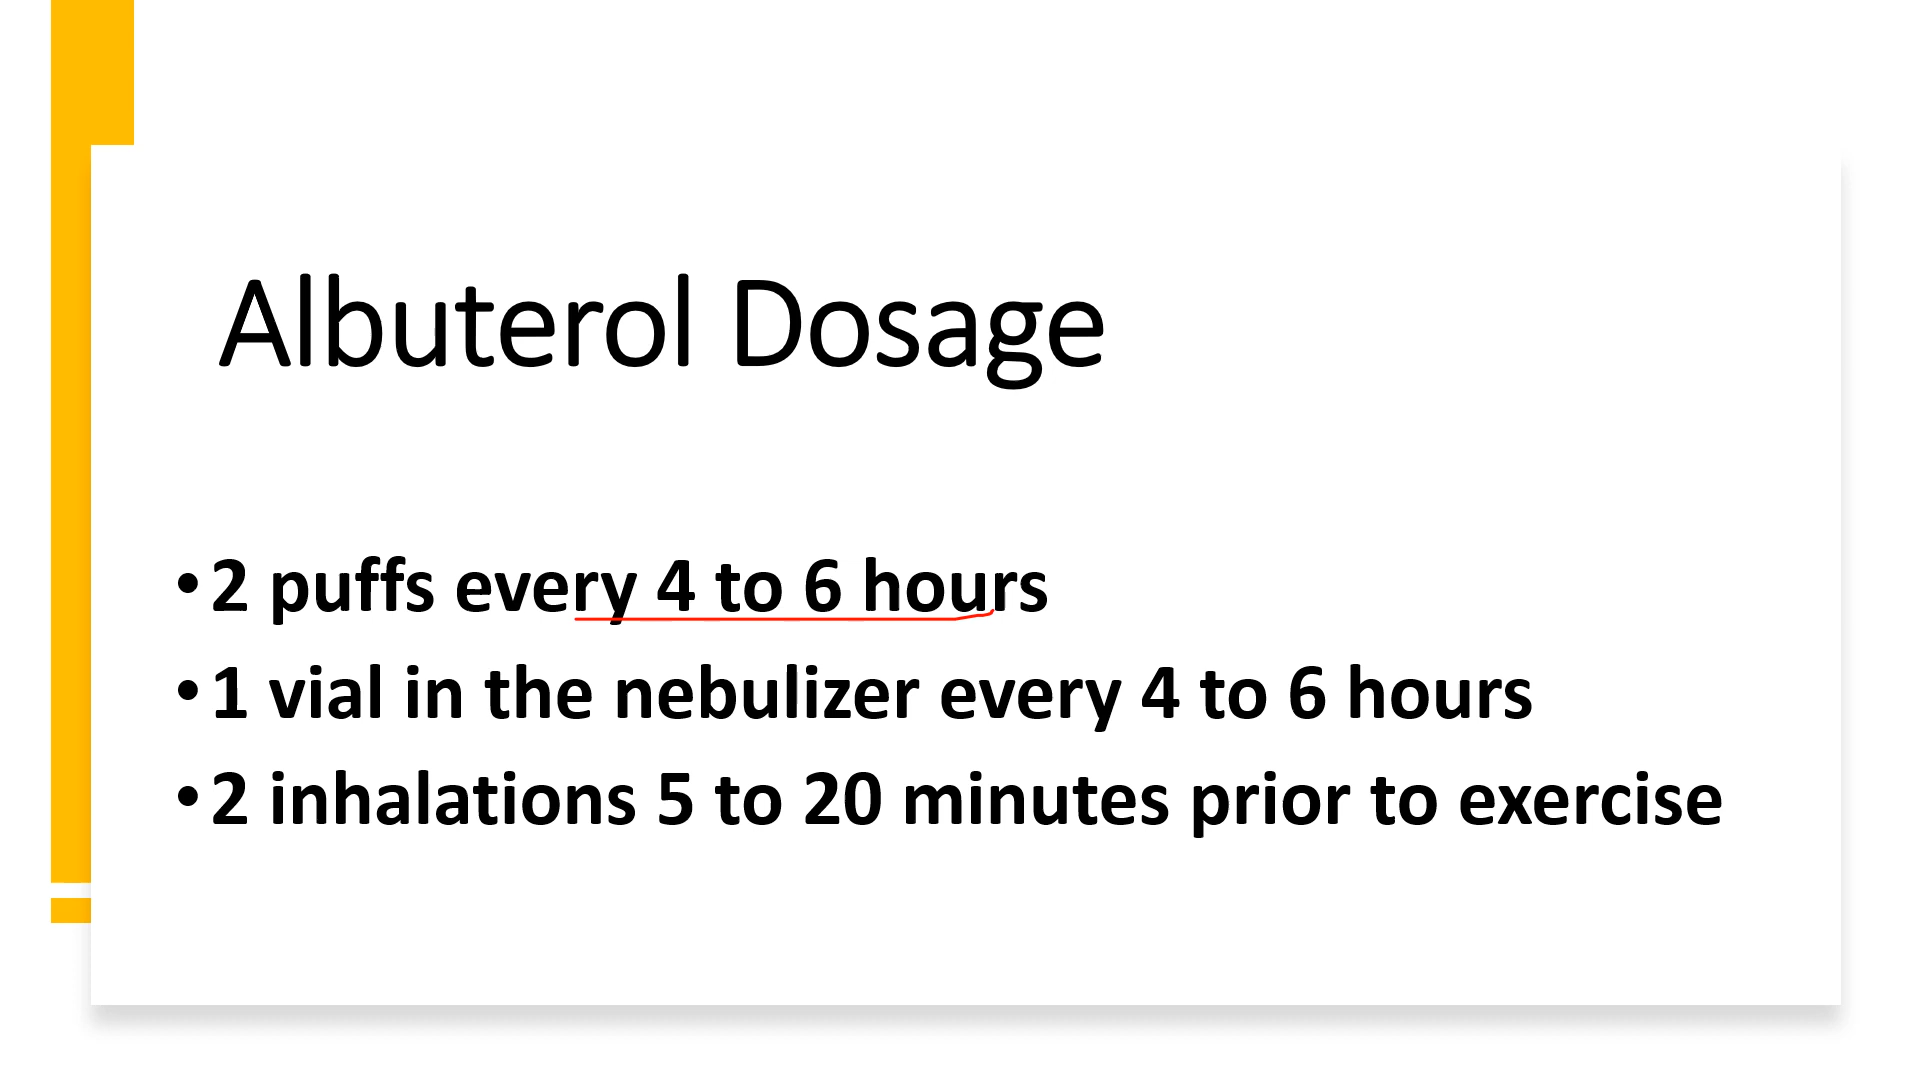 Albuterol Dosage
•2 puffs every 4 to 6 hours
•1 vial in the nebulizer every 4 to 6 hours
•2 inhalations 5 to 20 minutes prior to exercise